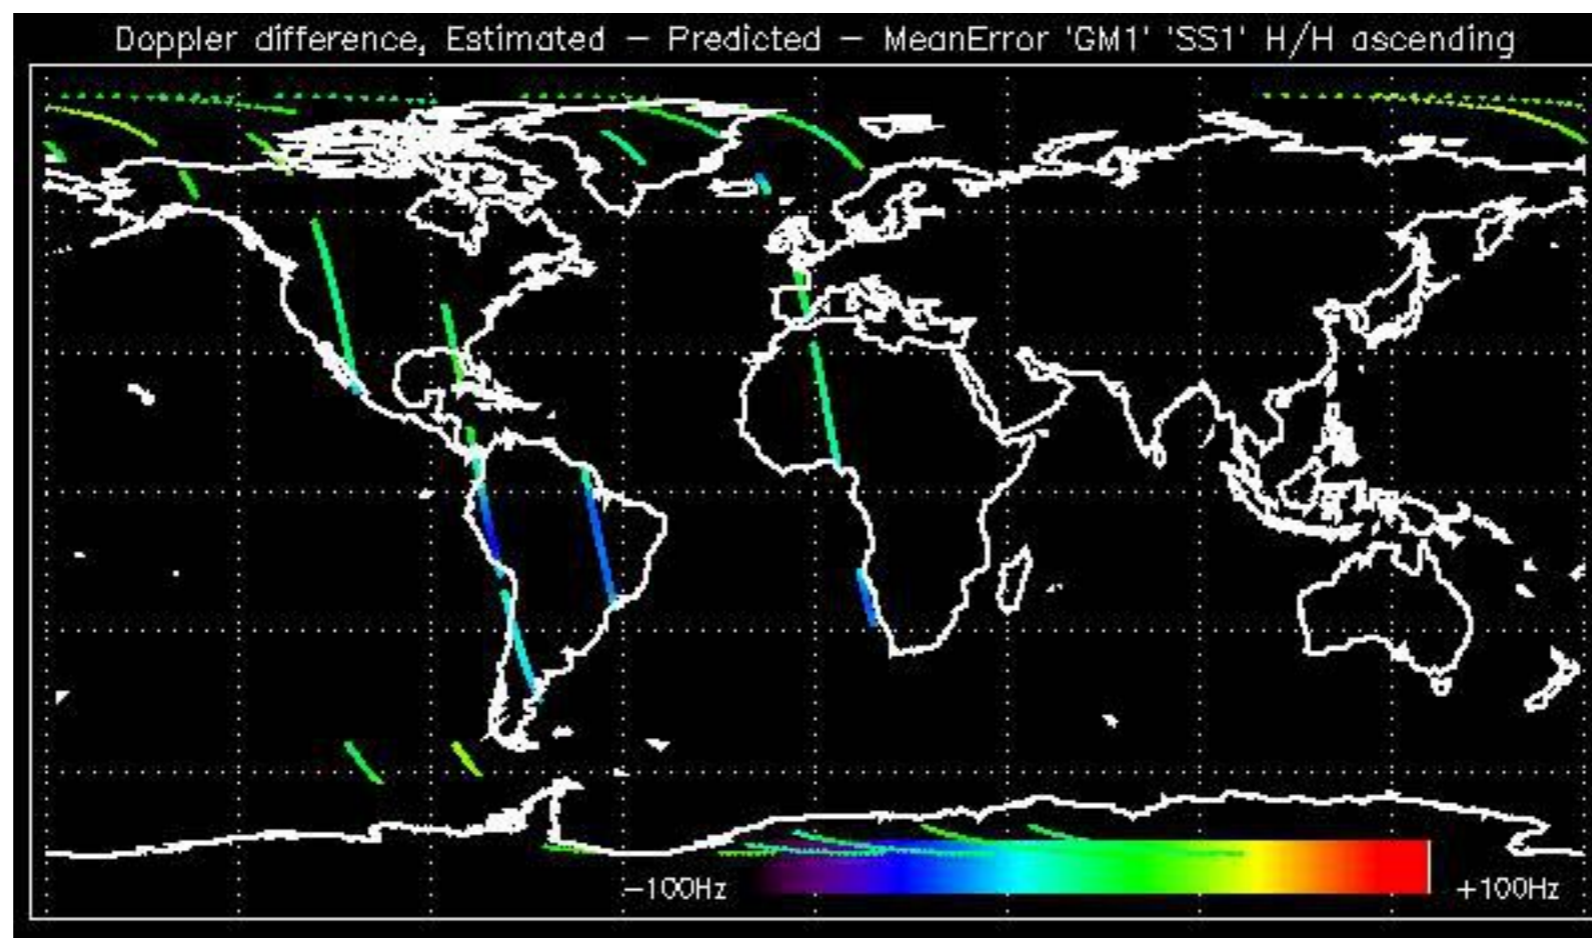 Doppler difference, Estimated – Predicted – MeanError 'GM1' 'SS1' H/H ascending
−100Hz
+100Hz